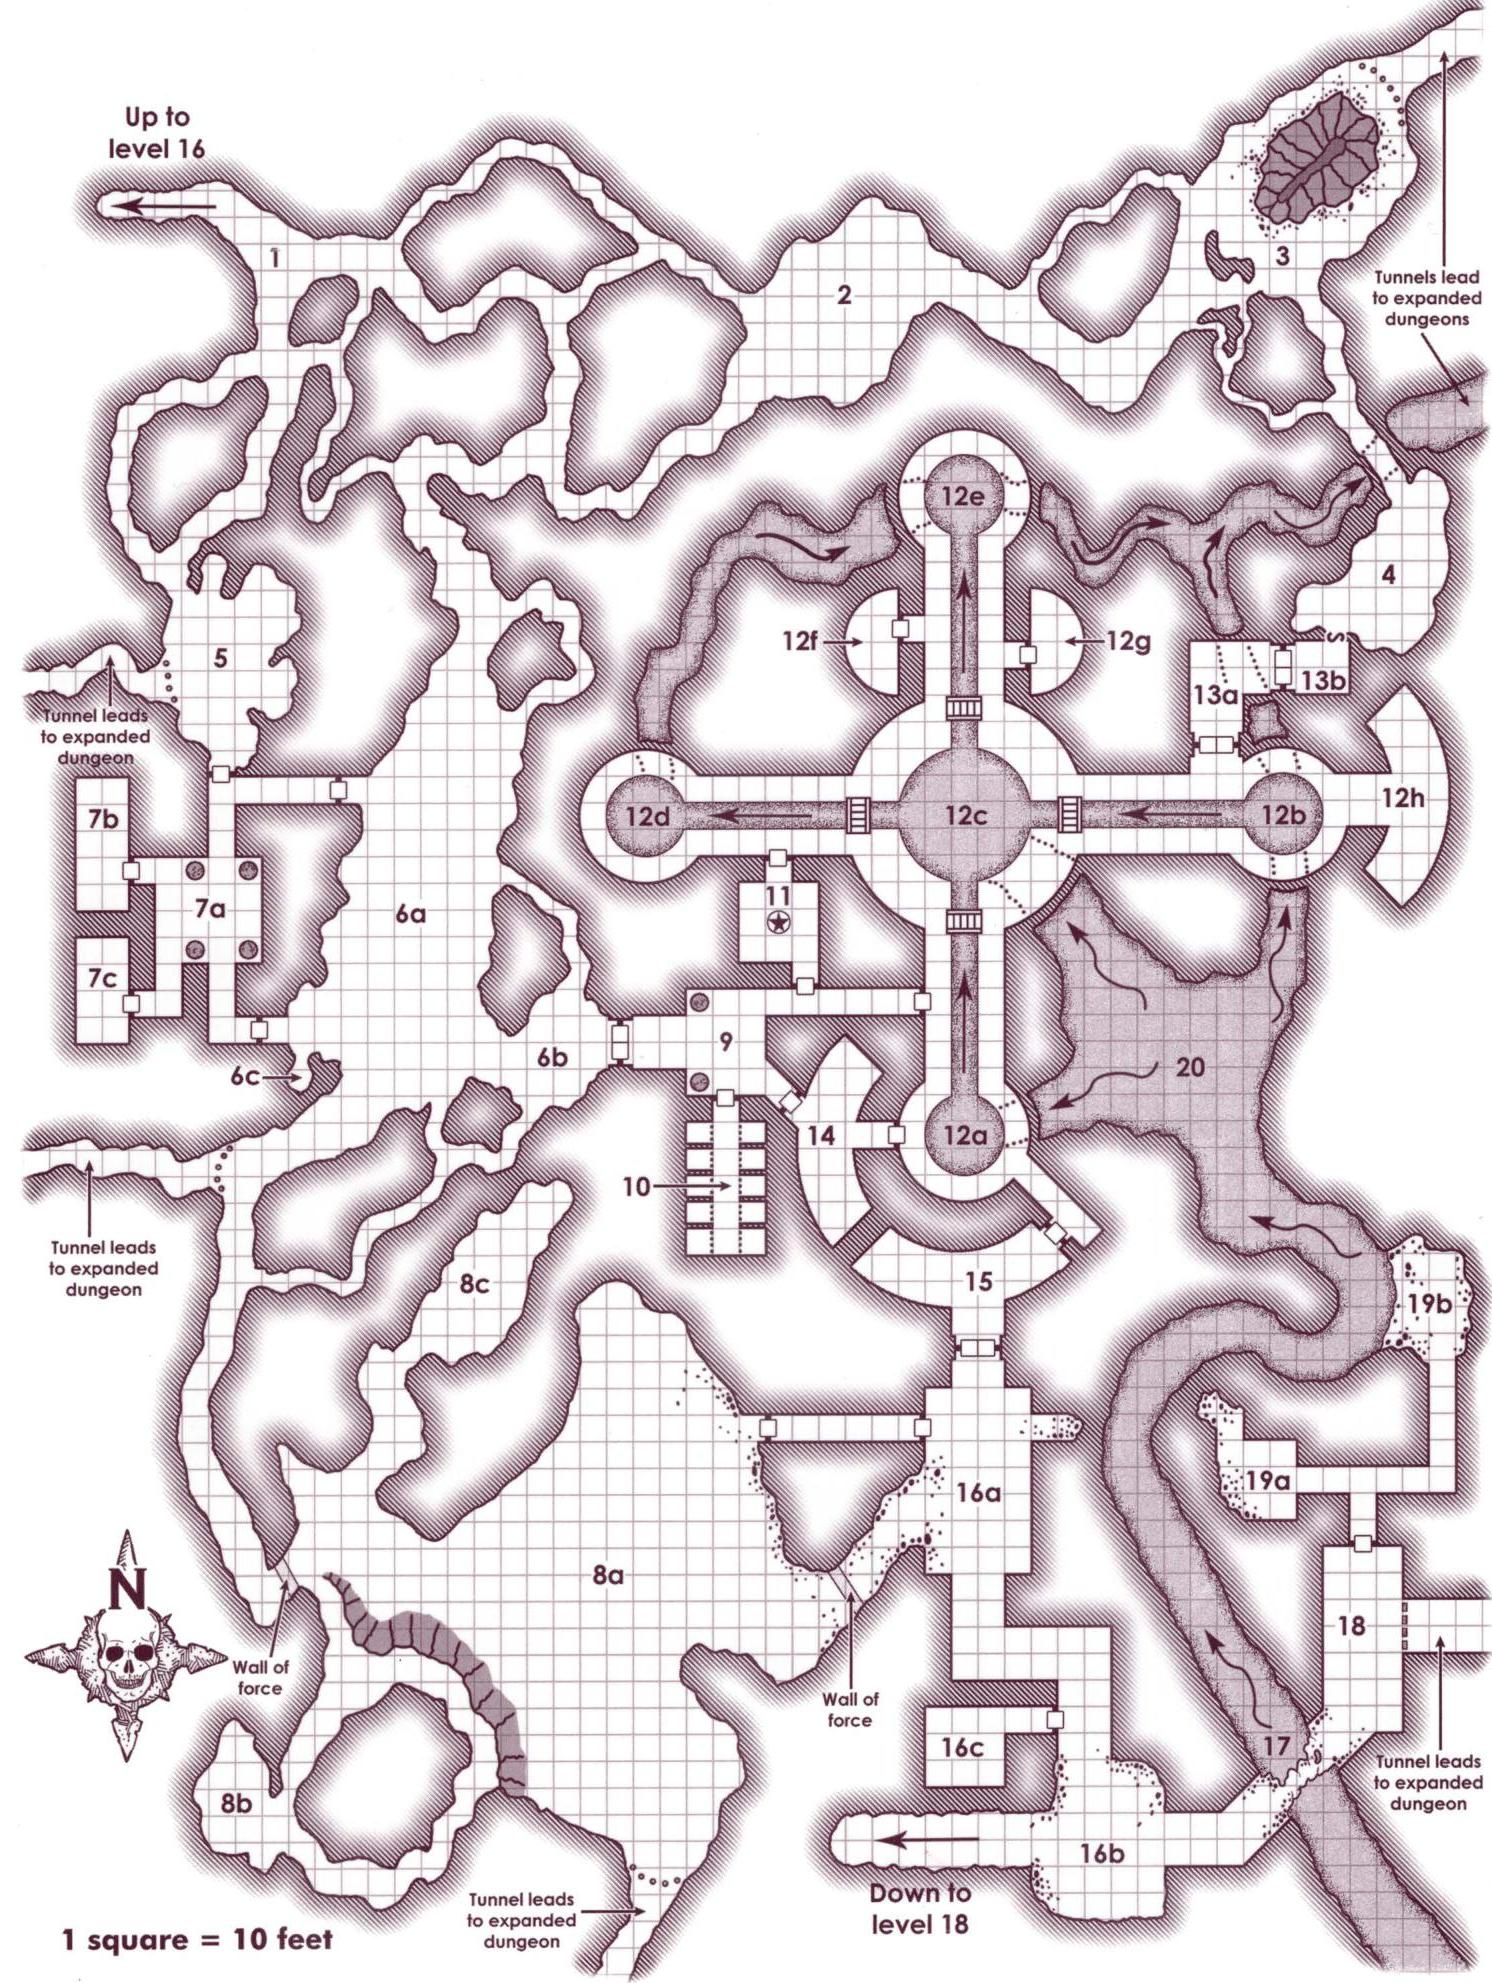 Up to
level 16
1
2
3
Tunnels lead
to expanded
dungeons
12e
4
12f
12g
S
5
13a
13b
Tunnel leads
to expanded
dungeon
7b
12d
12c
12b
12h
11
7a
6a
7c
9
6b
6c
20
14
12a
10
Tunnel leads
to expanded
dungeon
8c
15
19b
16a
19a
8a
N
18
Wall of
force
Wall of
force
16c
17
Tunnel leads
to expanded
dungeon
8b
16b
Down to
level 18
Tunnel leads
to expanded
dungeon
1 square = 10 feet